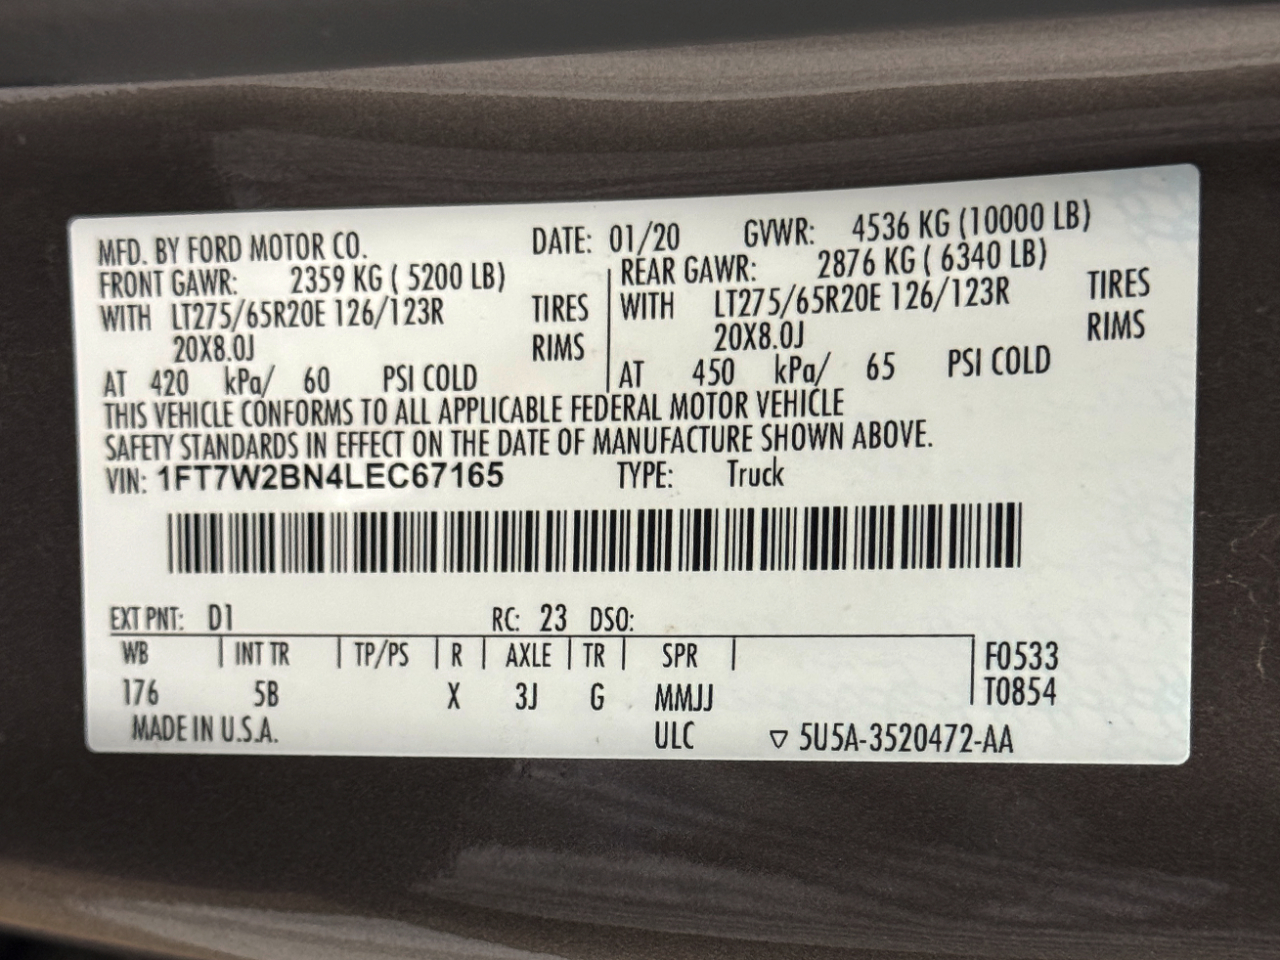 MFD. BY FORD MOTOR CO. DATE: 01/20 GVWR: 4536 KG (10000 LB)
FRONT GAWR: 2359 KG ( 5200 LB) REAR GAWR: 2876 KG ( 6340 LB)
WITH LT275/65R20E 126/123R TIRES WITH LT275/65R20E 126/123R TIRES
20X8.0J RIMS 20X8.0J RIMS
AT 420 kPa/ 60 PSI COLD AT 450 kPa/ 65 PSI COLD
THIS VEHICLE CONFORMS TO ALL APPLICABLE FEDERAL MOTOR VEHICLE
SAFETY STANDARDS IN EFFECT ON THE DATE OF MANUFACTURE SHOWN ABOVE.
VIN: 1FT7W2BN4LEC67165 TYPE: Truck
EXT PNT: D1 RC: 23 DSO:
WB INT TR TP/PS R AXLE TR SPR F0533
176 5B X 3J G MMJJ T0854
MADE IN U.S.A. ULC ▽ 5U5A-3520472-AA